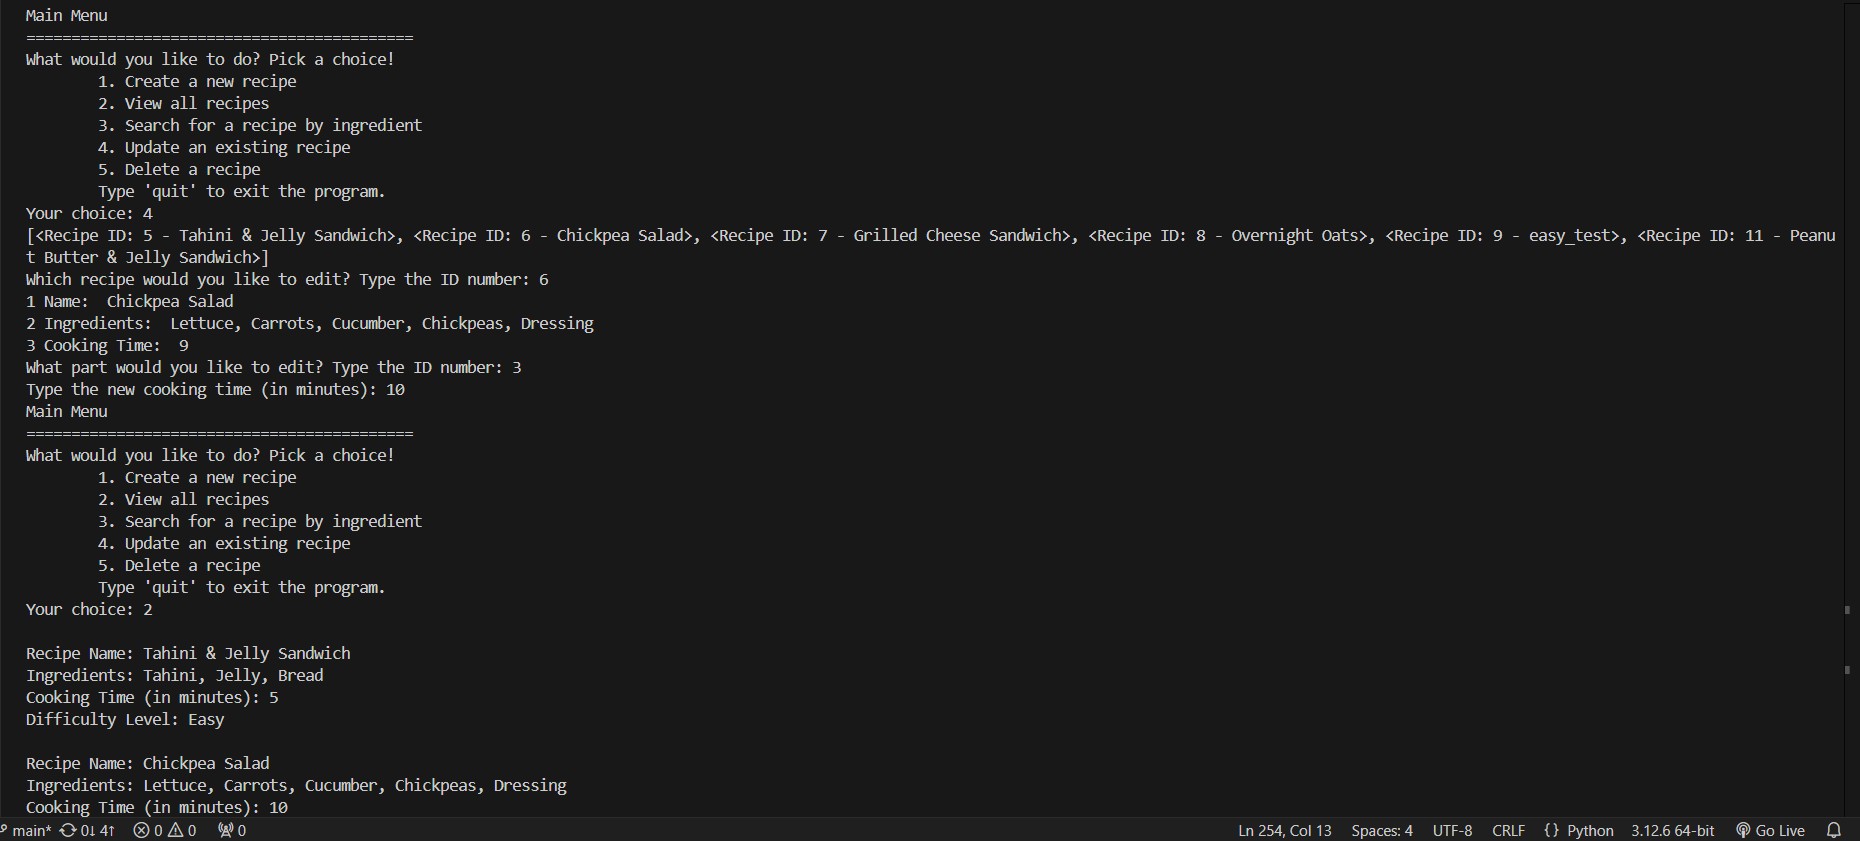 Main Menu
===========================================
What would you like to do? Pick a choice!
        1. Create a new recipe
        2. View all recipes
        3. Search for a recipe by ingredient
        4. Update an existing recipe
        5. Delete a recipe
        Type 'quit' to exit the program.
Your choice: 4
[<Recipe ID: 5 - Tahini & Jelly Sandwich>, <Recipe ID: 6 - Chickpea Salad>, <Recipe ID: 7 - Grilled Cheese Sandwich>, <Recipe ID: 8 - Overnight Oats>, <Recipe ID: 9 - easy_test>, <Recipe ID: 11 - Peanu
t Butter & Jelly Sandwich>]
Which recipe would you like to edit? Type the ID number: 6
1 Name:  Chickpea Salad
2 Ingredients:  Lettuce, Carrots, Cucumber, Chickpeas, Dressing
3 Cooking Time:  9
What part would you like to edit? Type the ID number: 3
Type the new cooking time (in minutes): 10
Main Menu
===========================================
What would you like to do? Pick a choice!
        1. Create a new recipe
        2. View all recipes
        3. Search for a recipe by ingredient
        4. Update an existing recipe
        5. Delete a recipe
        Type 'quit' to exit the program.
Your choice: 2
Recipe Name: Tahini & Jelly Sandwich
Ingredients: Tahini, Jelly, Bread
Cooking Time (in minutes): 5
Difficulty Level: Easy
Recipe Name: Chickpea Salad
Ingredients: Lettuce, Carrots, Cucumber, Chickpeas, Dressing
Cooking Time (in minutes): 10
main* 0↓ 4↑ 0 0 0 Ln 254, Col 13 Spaces: 4 UTF-8 CRLF {} Python 3.12.6 64-bit Go Live